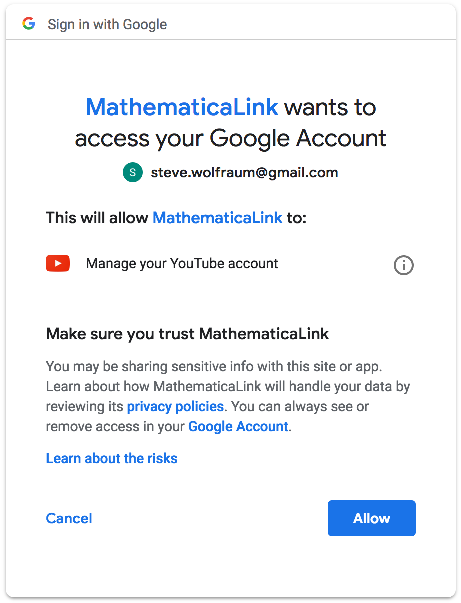 Sign in with Google
MathematicaLink wants to
access your Google Account
S steve.wolfraum@gmail.com
This will allow MathematicaLink to:
Manage your YouTube account
Make sure you trust MathematicaLink
You may be sharing sensitive info with this site or app.
Learn about how MathematicaLink will handle your data by
reviewing its privacy policies. You can always see or
remove access in your Google Account.
Learn about the risks
Cancel
Allow